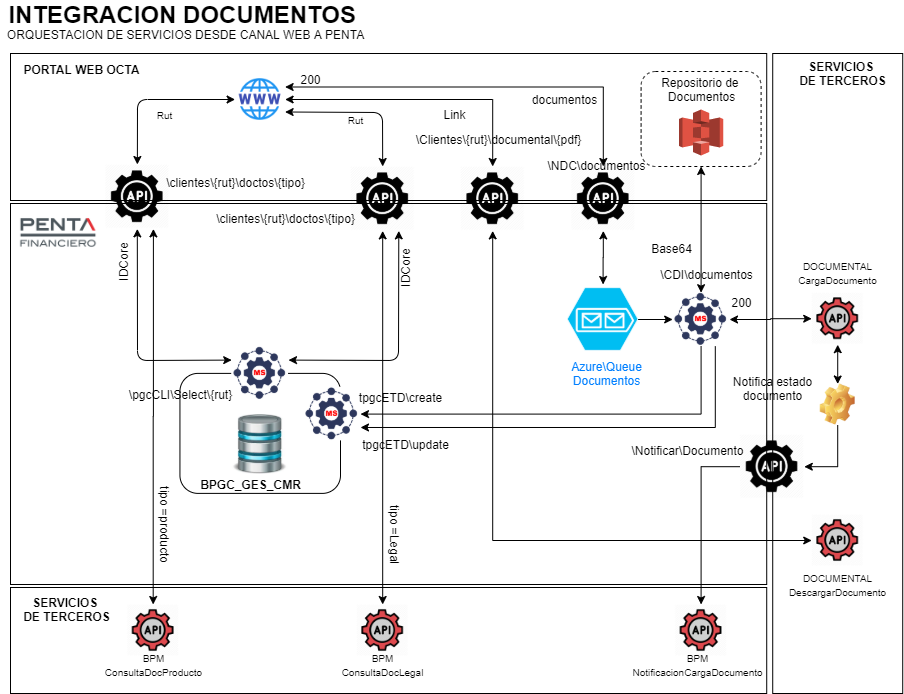 INTEGRACION DOCUMENTOS
ORQUESTACION DE SERVICIOS DESDE CANAL WEB A PENTA
PORTAL WEB OCTA
SERVICIOS
DE TERCEROS
WWW
200
documentos
Rut
Rut
Link
Repositorio de
Documentos
\Clientes\{rut}\documental\{pdf}
\NDC\documentos
API
\clientes\{rut}\doctos\{tipo}
API
API
API
\clientes\{rut}\doctos\{tipo}
PENTA
FINANCIERO
IDCore
IDCore
Base64
\CDI\documentos
200
MS
DOCUMENTAL
CargaDocumento
API
Azure\Queue
Documentos
MS
\pgcCLI\Select\{rut}
MS
tpgcETD\create
tpgcETD\update
Notifica estado
documento
BPGC_GES_CMR
\Notificar\Documento
API
tipo =producto
tipo =Legal
API
DOCUMENTAL
DescargarDocumento
SERVICIOS
DE TERCEROS
API
BPM
ConsultaDocProducto
API
BPM
ConsultaDocLegal
API
BPM
NotificacionCargaDocumento